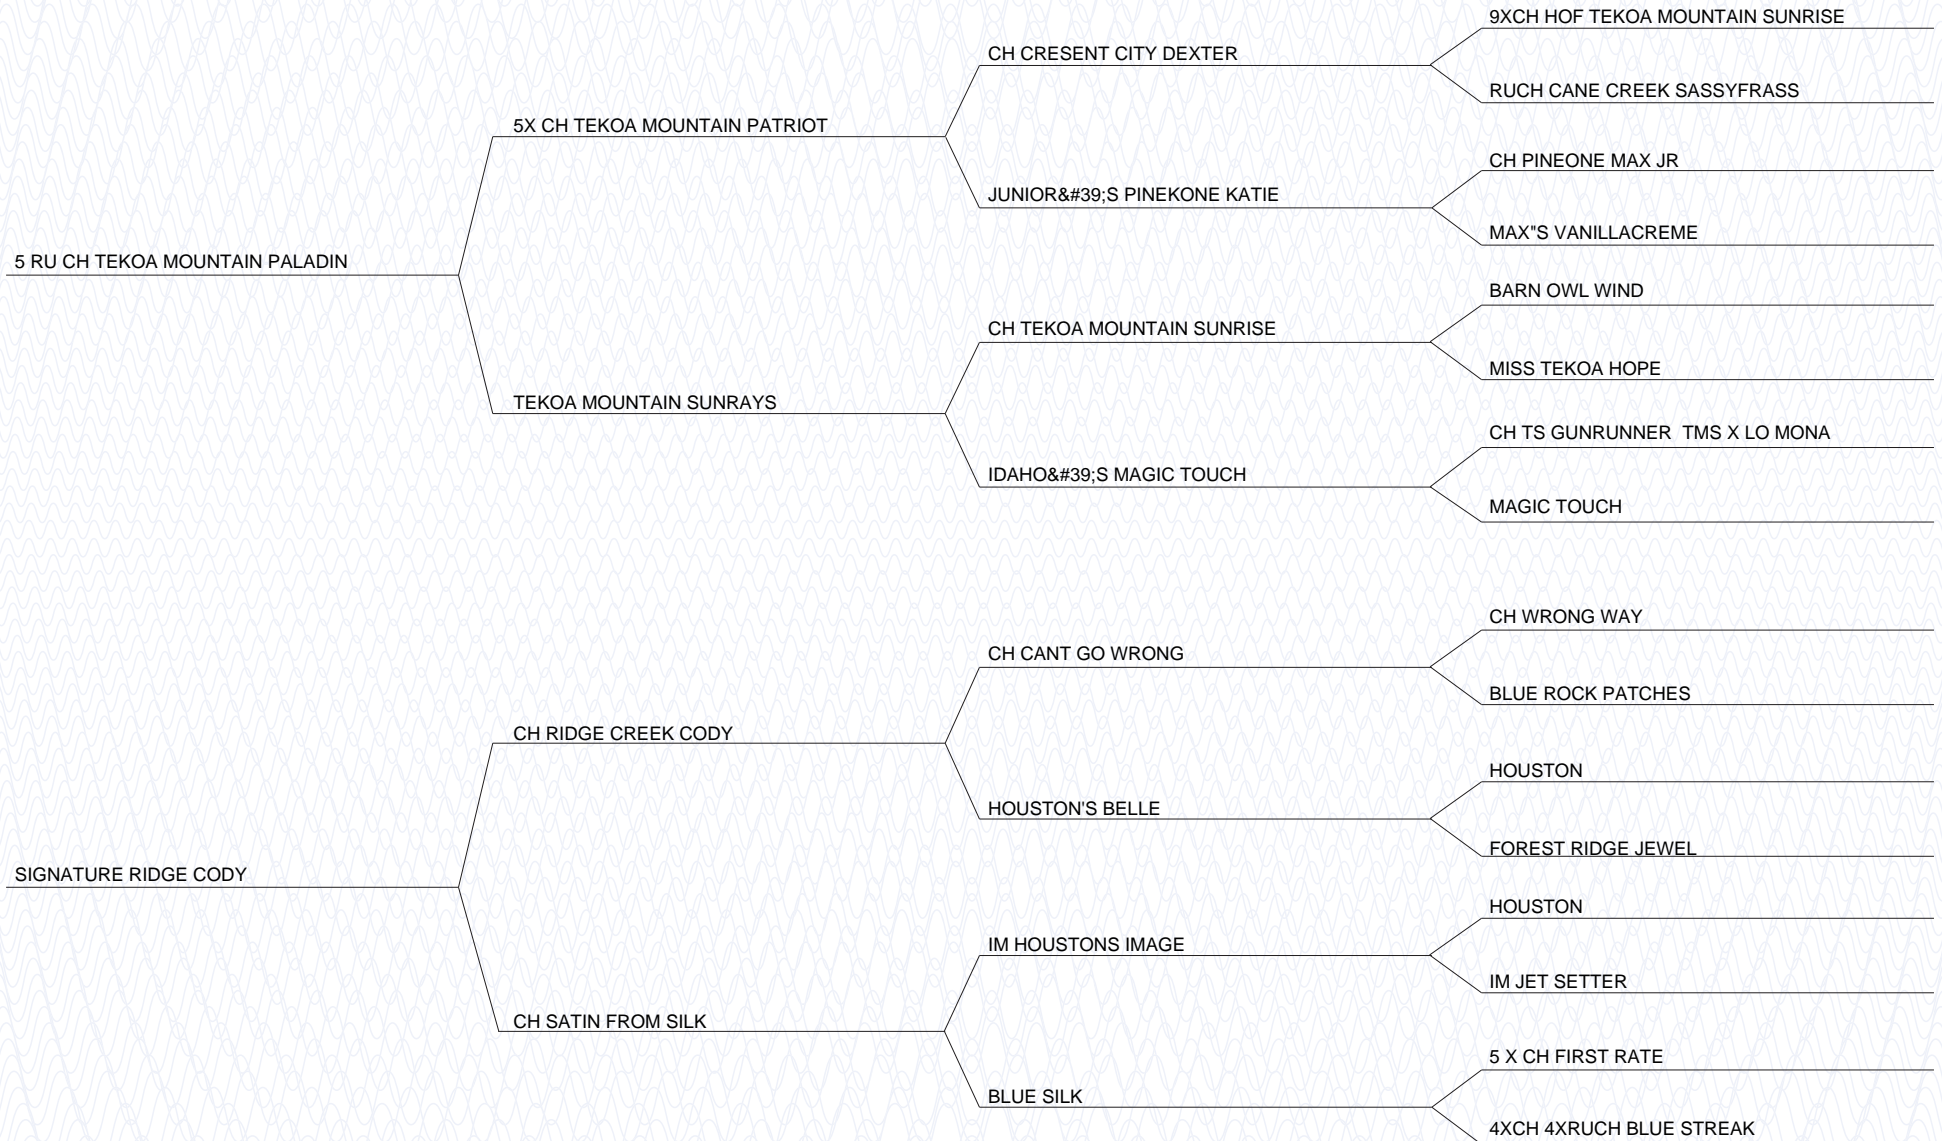 9XCH HOF TEKOA MOUNTAIN SUNRISE
CH CRESENT CITY DEXTER
RUCH CANE CREEK SASSYFRASS
5X CH TEKOA MOUNTAIN PATRIOT
CH PINEONE MAX JR
JUNIOR&#39;S PINEKONE KATIE
MAX"S VANILLACREME
5 RU CH TEKOA MOUNTAIN PALADIN
BARN OWL WIND
CH TEKOA MOUNTAIN SUNRISE
MISS TEKOA HOPE
TEKOA MOUNTAIN SUNRAYS
CH TS GUNRUNNER  TMS X LO MONA
IDAHO&#39;S MAGIC TOUCH
MAGIC TOUCH
CH WRONG WAY
CH CANT GO WRONG
BLUE ROCK PATCHES
CH RIDGE CREEK CODY
HOUSTON
HOUSTON'S BELLE
FOREST RIDGE JEWEL
SIGNATURE RIDGE CODY
HOUSTON
IM HOUSTONS IMAGE
IM JET SETTER
CH SATIN FROM SILK
5 X CH FIRST RATE
BLUE SILK
4XCH 4XRUCH BLUE STREAK